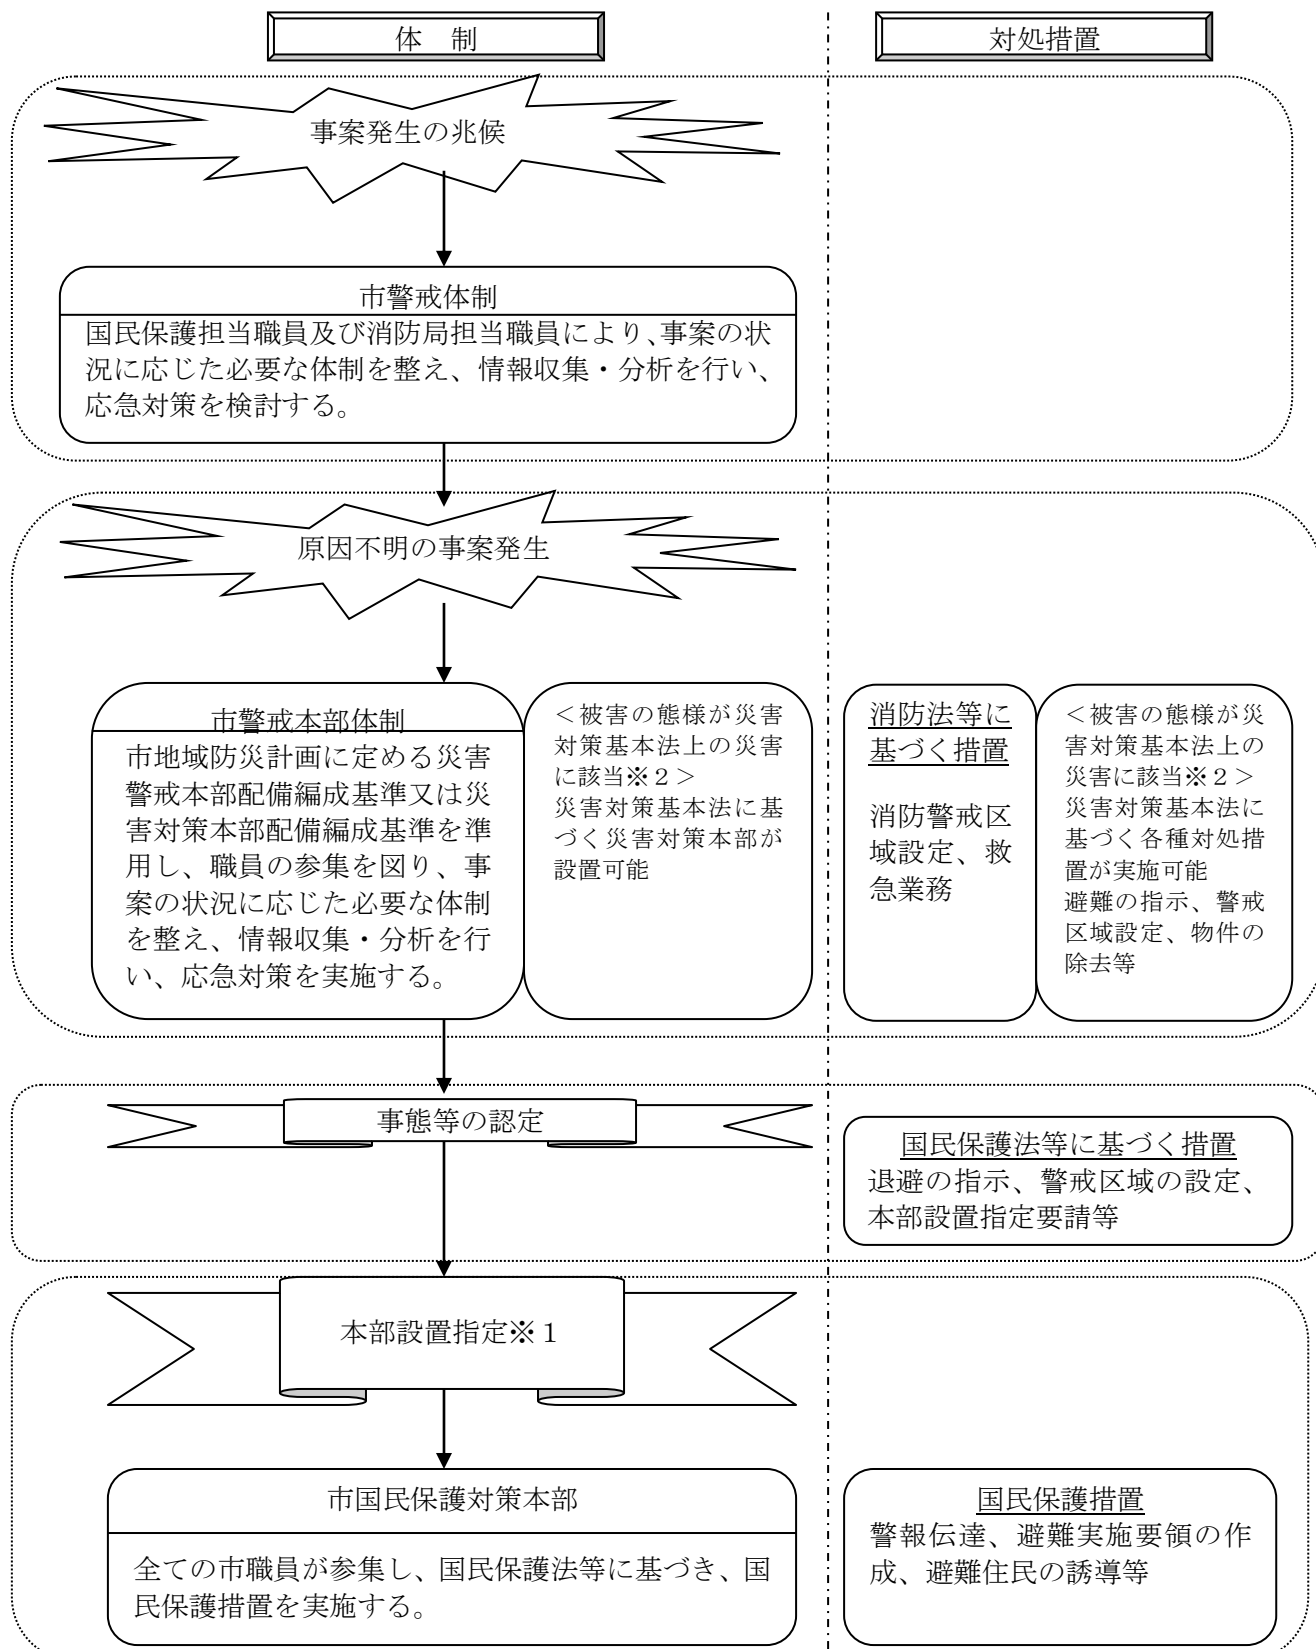 体　制
対処措置
事案発生の兆候
市警戒体制
国民保護担当職員及び消防局担当職員により、事案の状
況に応じた必要な体制を整え、情報収集・分析を行い、
応急対策を検討する。
原因不明の事案発生
市警戒本部体制
市地域防災計画に定める災害
警戒本部配備編成基準又は災
害対策本部配備編成基準を準
用し、職員の参集を図り、事
案の状況に応じた必要な体制
を整え、情報収集・分析を行
い、応急対策を実施する。
＜被害の態様が災害
対策基本法上の災害
に該当※２＞
災害対策基本法に基
づく災害対策本部が
設置可能
消防法等に
基づく措置
消防警戒区
域設定、救
急業務
＜被害の態様が災
害対策基本法上の
災害に該当※２＞
災害対策基本法に
基づく各種対処措
置が実施可能
避難の指示、警戒
区域設定、物件の
除去等
事態等の認定
国民保護法等に基づく措置
退避の指示、警戒区域の設定、
本部設置指定要請等
本部設置指定※１
市国民保護対策本部
全ての市職員が参集し、国民保護法等に基づき、国
民保護措置を実施する。
国民保護措置
警報伝達、避難実施要領の作
成、避難住民の誘導等